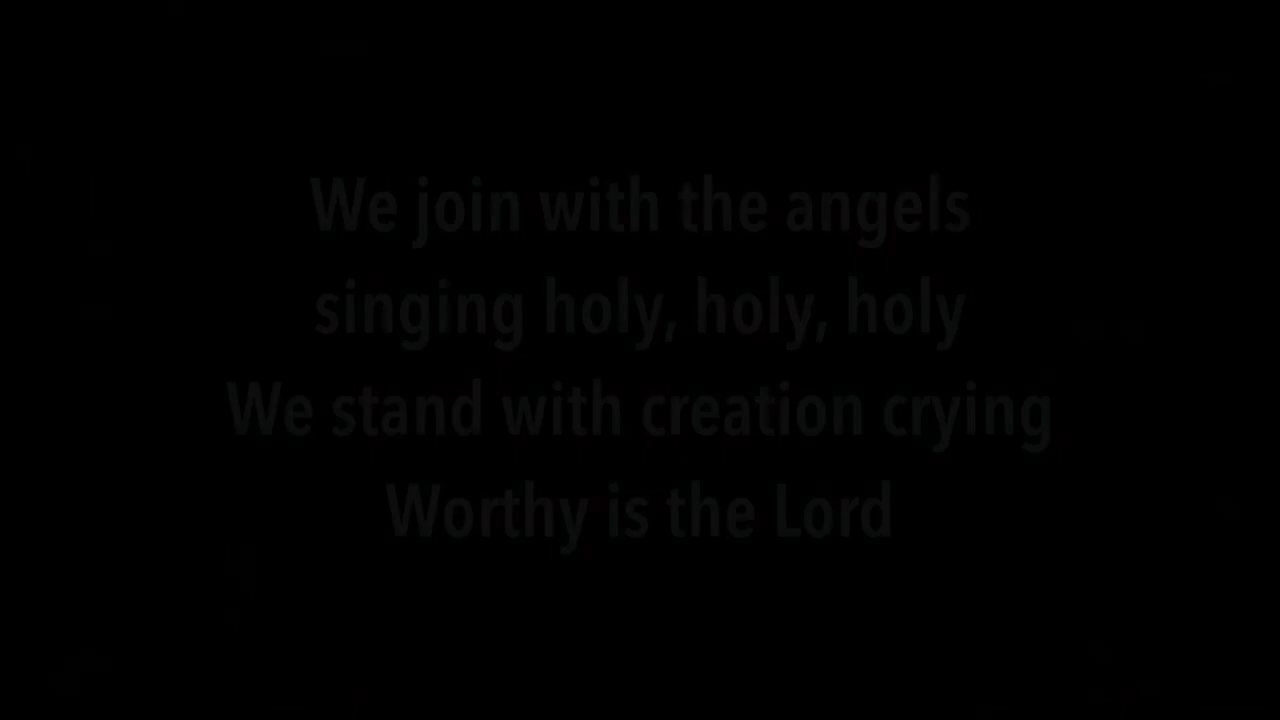 We join with the angels
singing holy, holy, holy
We stand with creation crying
Worthy is the Lord